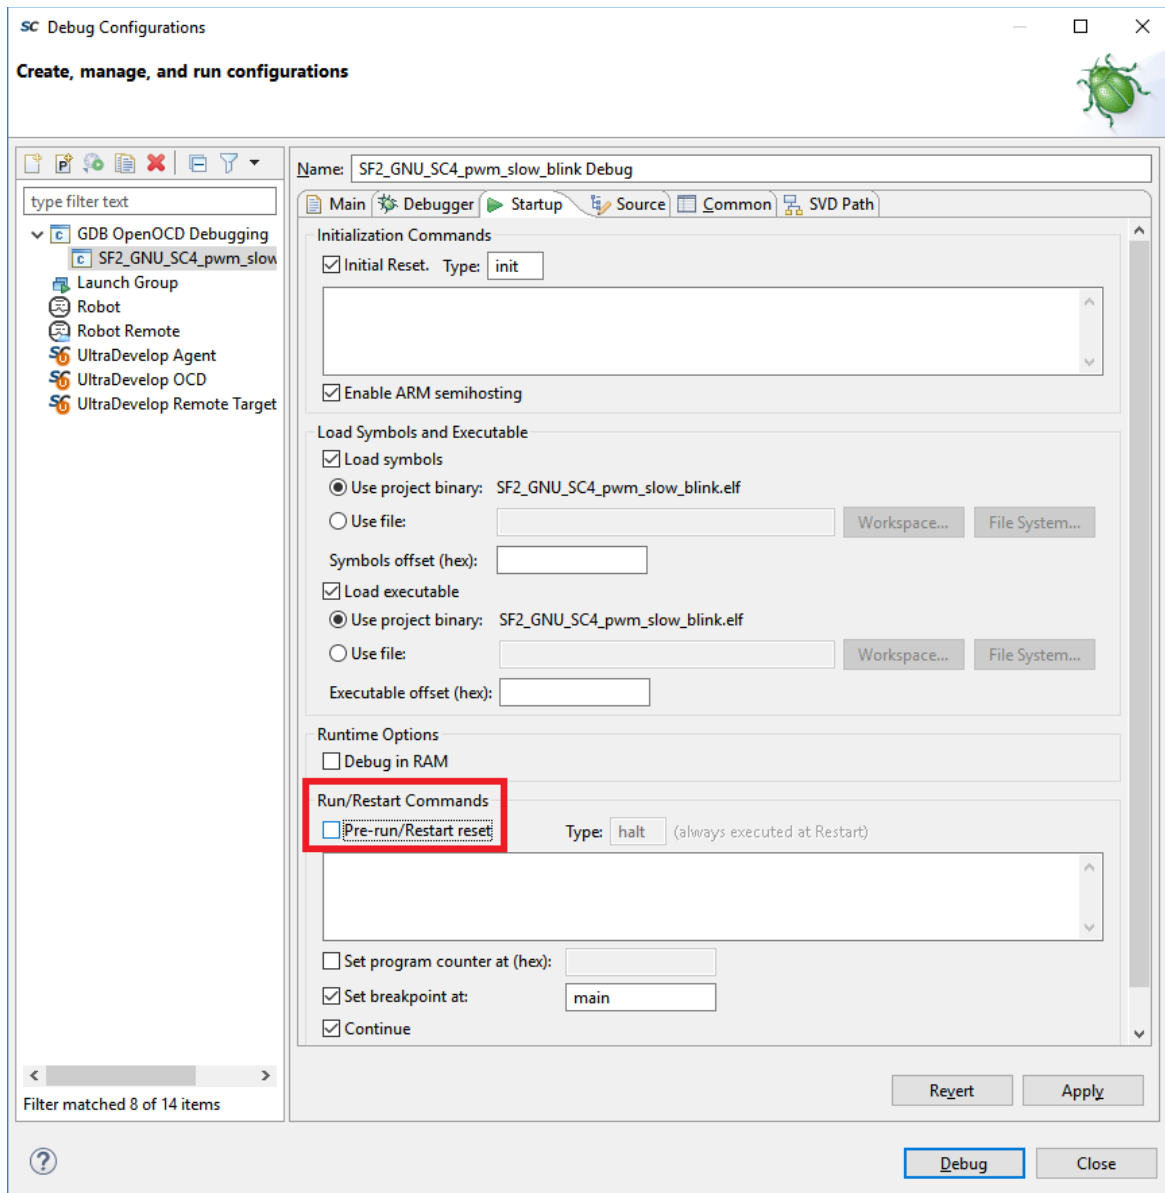 SC Debug Configurations
Create, manage, and run configurations
type filter text
GDB OpenOCD Debugging
SF2_GNU_SC4_pwm_slow
Launch Group
Robot
Robot Remote
UltraDevelop Agent
UltraDevelop OCD
UltraDevelop Remote Target
Filter matched 8 of 14 items
Name: SF2_GNU_SC4_pwm_slow_blink Debug
Main Debugger Startup Source Common SVD Path
Initialization Commands
Initial Reset. Type: init
Enable ARM semihosting
Load Symbols and Executable
Load symbols
Use project binary: SF2_GNU_SC4_pwm_slow_blink.elf
Use file: Workspace... File System...
Symbols offset (hex):
Load executable
Use project binary: SF2_GNU_SC4_pwm_slow_blink.elf
Use file: Workspace... File System...
Executable offset (hex):
Runtime Options
Debug in RAM
Run/Restart Commands
Pre-run/Restart reset Type: halt (always executed at Restart)
Set program counter at (hex):
Set breakpoint at: main
Continue
Revert Apply
Debug Close